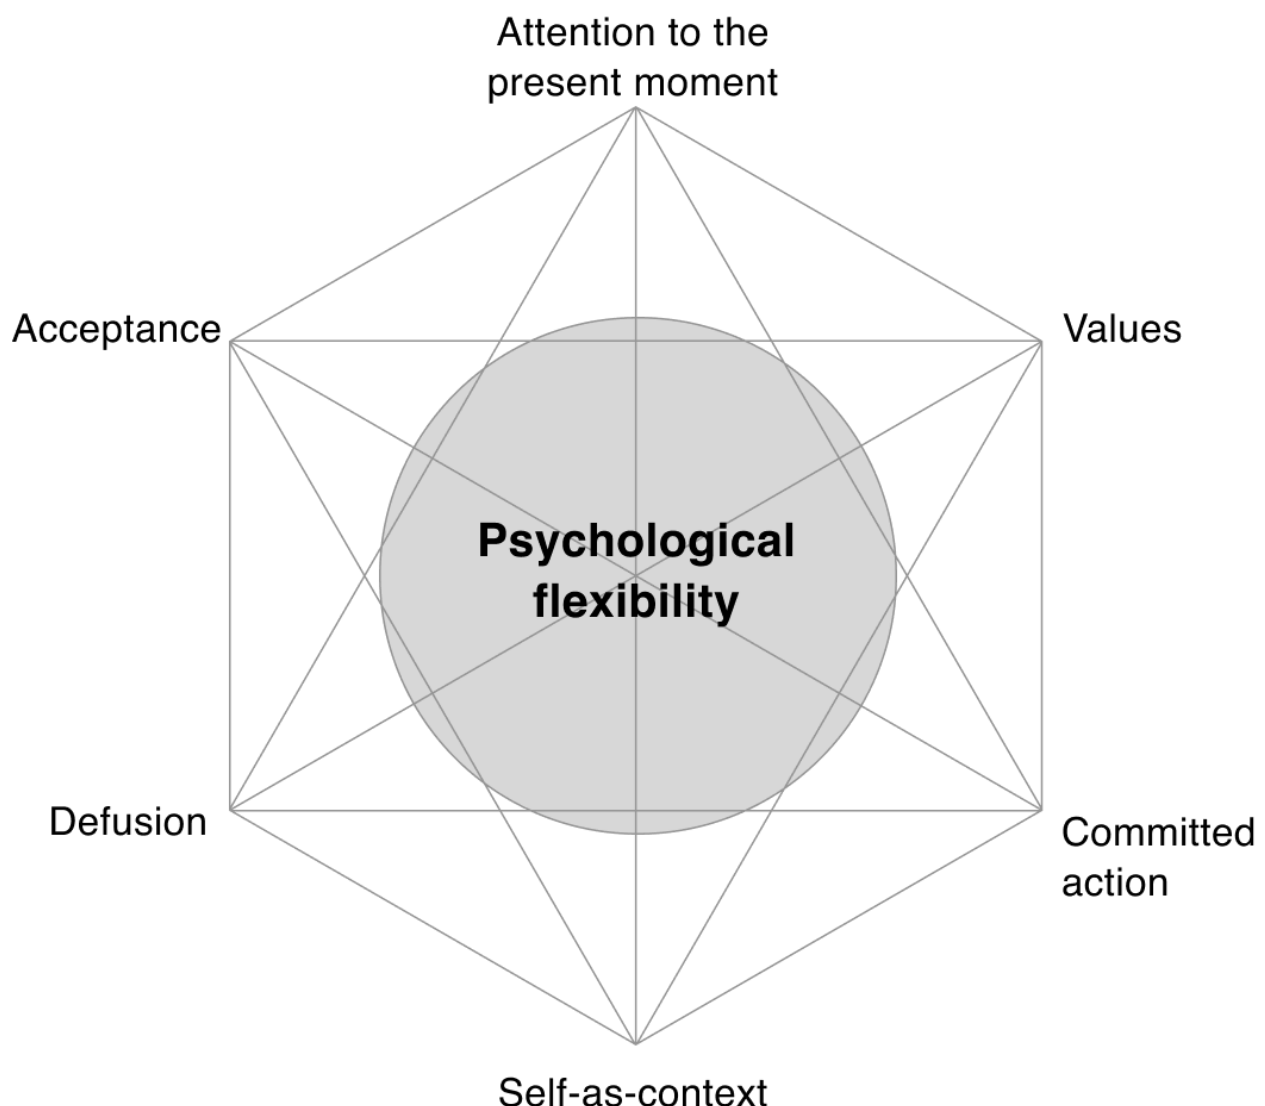 Attention to the
present moment
Acceptance
Values
Psychological
flexibility
Defusion
Committed
action
Self-as-context